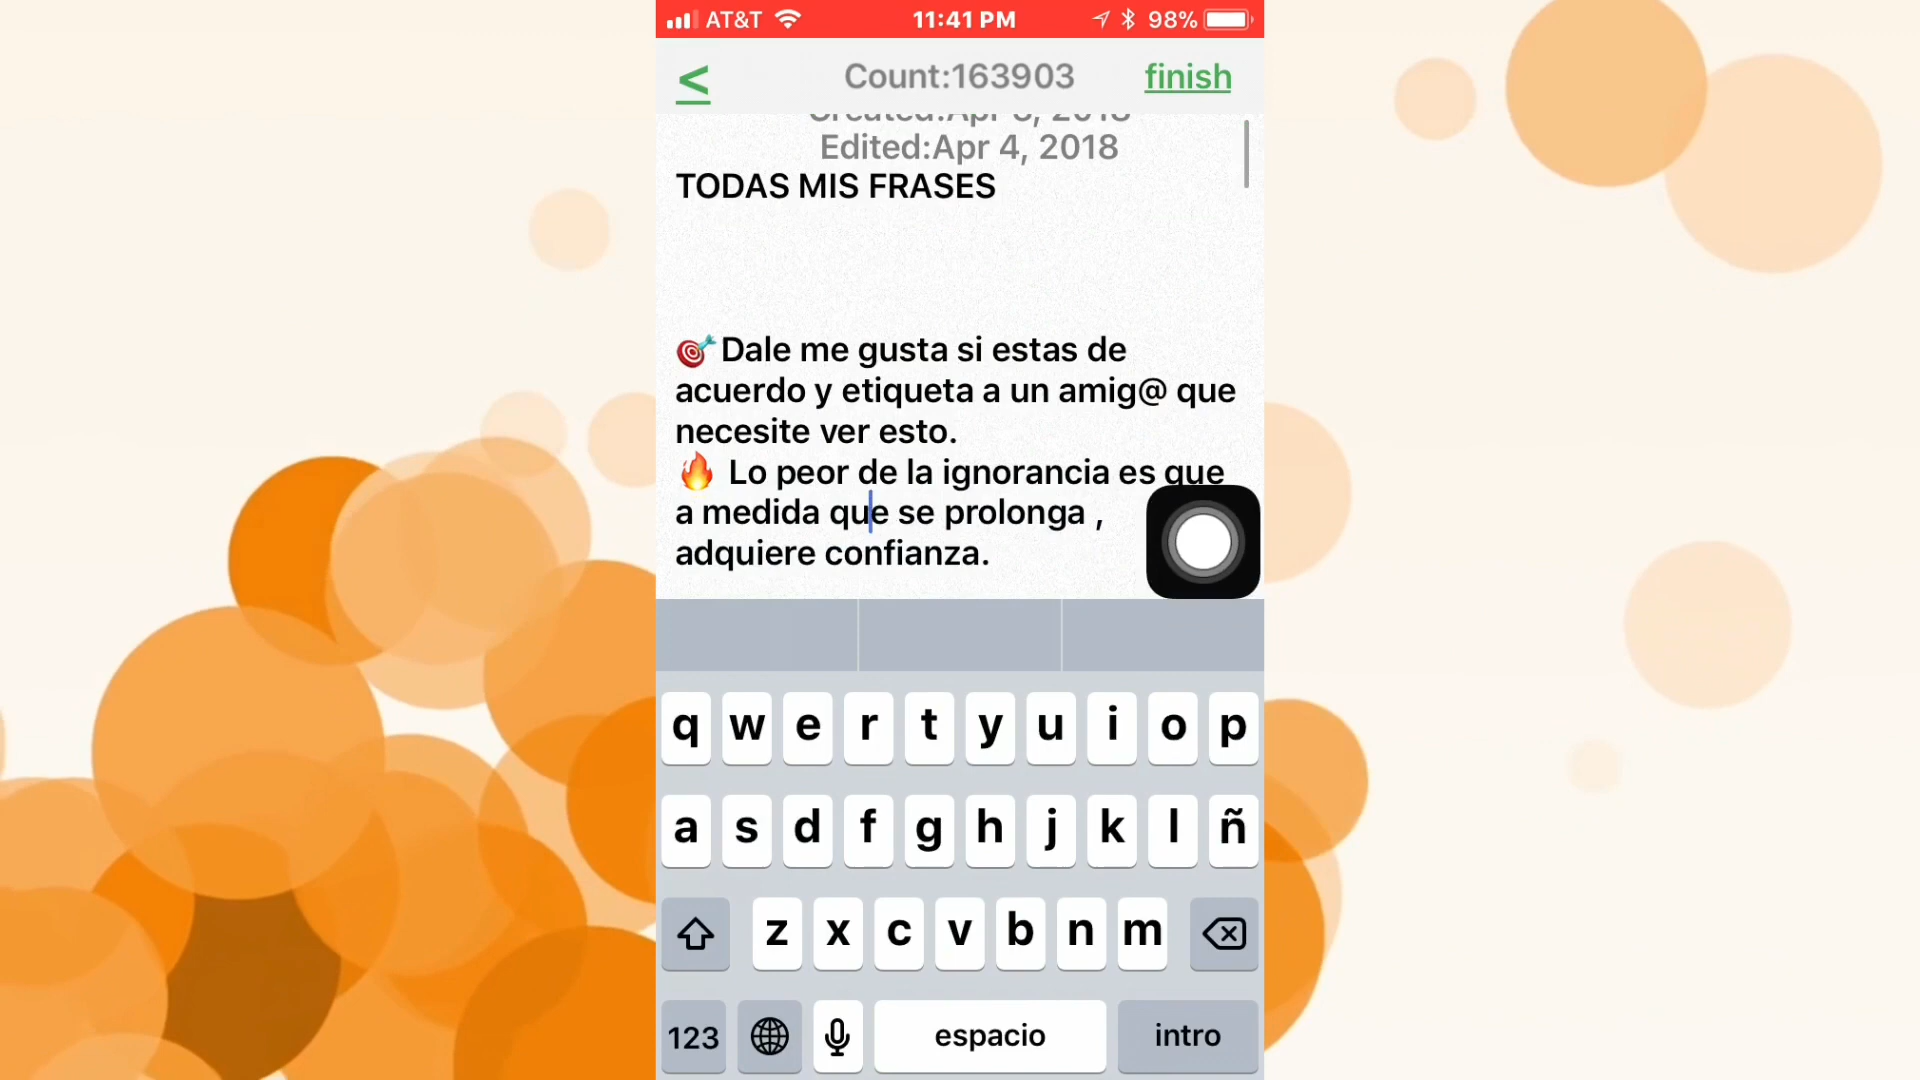 AT&T 11:41 PM 98%
< Count:163903 finish
Edited:Apr 4, 2018
TODAS MIS FRASES
🎯Dale me gusta si estas de
acuerdo y etiqueta a un amig@ que
necesite ver esto.
🔥 Lo peor de la ignorancia es que
a medida que se prolonga ,
adquiere confianza.
q w e r t y u i o p
a s d f g h j k l ñ
z x c v b n m
123 espacio intro